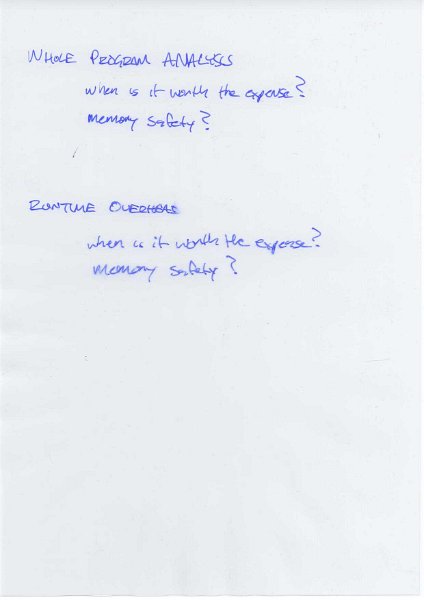 WHOLE PROGRAM ANALYSIS
when is it worth the expense?
memory safety?
RUNTIME OVERHEAD
when is it worth the expense?
memory safety?